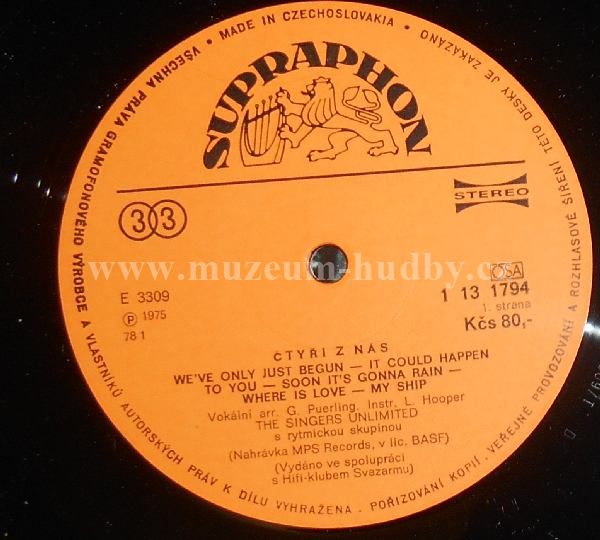 VŠECHNA PRÁVA GRAMOFONOVÉHO VÝROBCE A VLASTNÍKŮ AUTORSKÝCH PRÁV K DÍLU VYHRAŽENA. POŘIZOVÁNÍ KOPIÍ VEŘEJNÉ PROVOZOVÁNÍ A ROZHLASOVÉ ŠÍŘENÍ TÉTO DESKY JE ZAKÁZÁNO • MADE IN CZECHOSLOVAKIA •
SUPRAPHON
33
STEREO
www.muzeum-hudby.cz
OSA
E 3309
1 13 1794
℗ 1975
1. strana
78 1
Kčs 80,-
ČTYŘI Z NÁS
WE'VE ONLY JUST BEGUN — IT COULD HAPPEN
TO YOU — SOON IT'S GONNA RAIN —
WHERE IS LOVE — MY SHIP
Vokální arr. G. Puerling. Instr. L. Hooper
THE SINGERS UNLIMITED
s rytmickou skupinou
(Nahrávka MPS Records, v lic. BASF)
(Vydáno ve spolupráci
s Hifi-klubem Svazarmu)